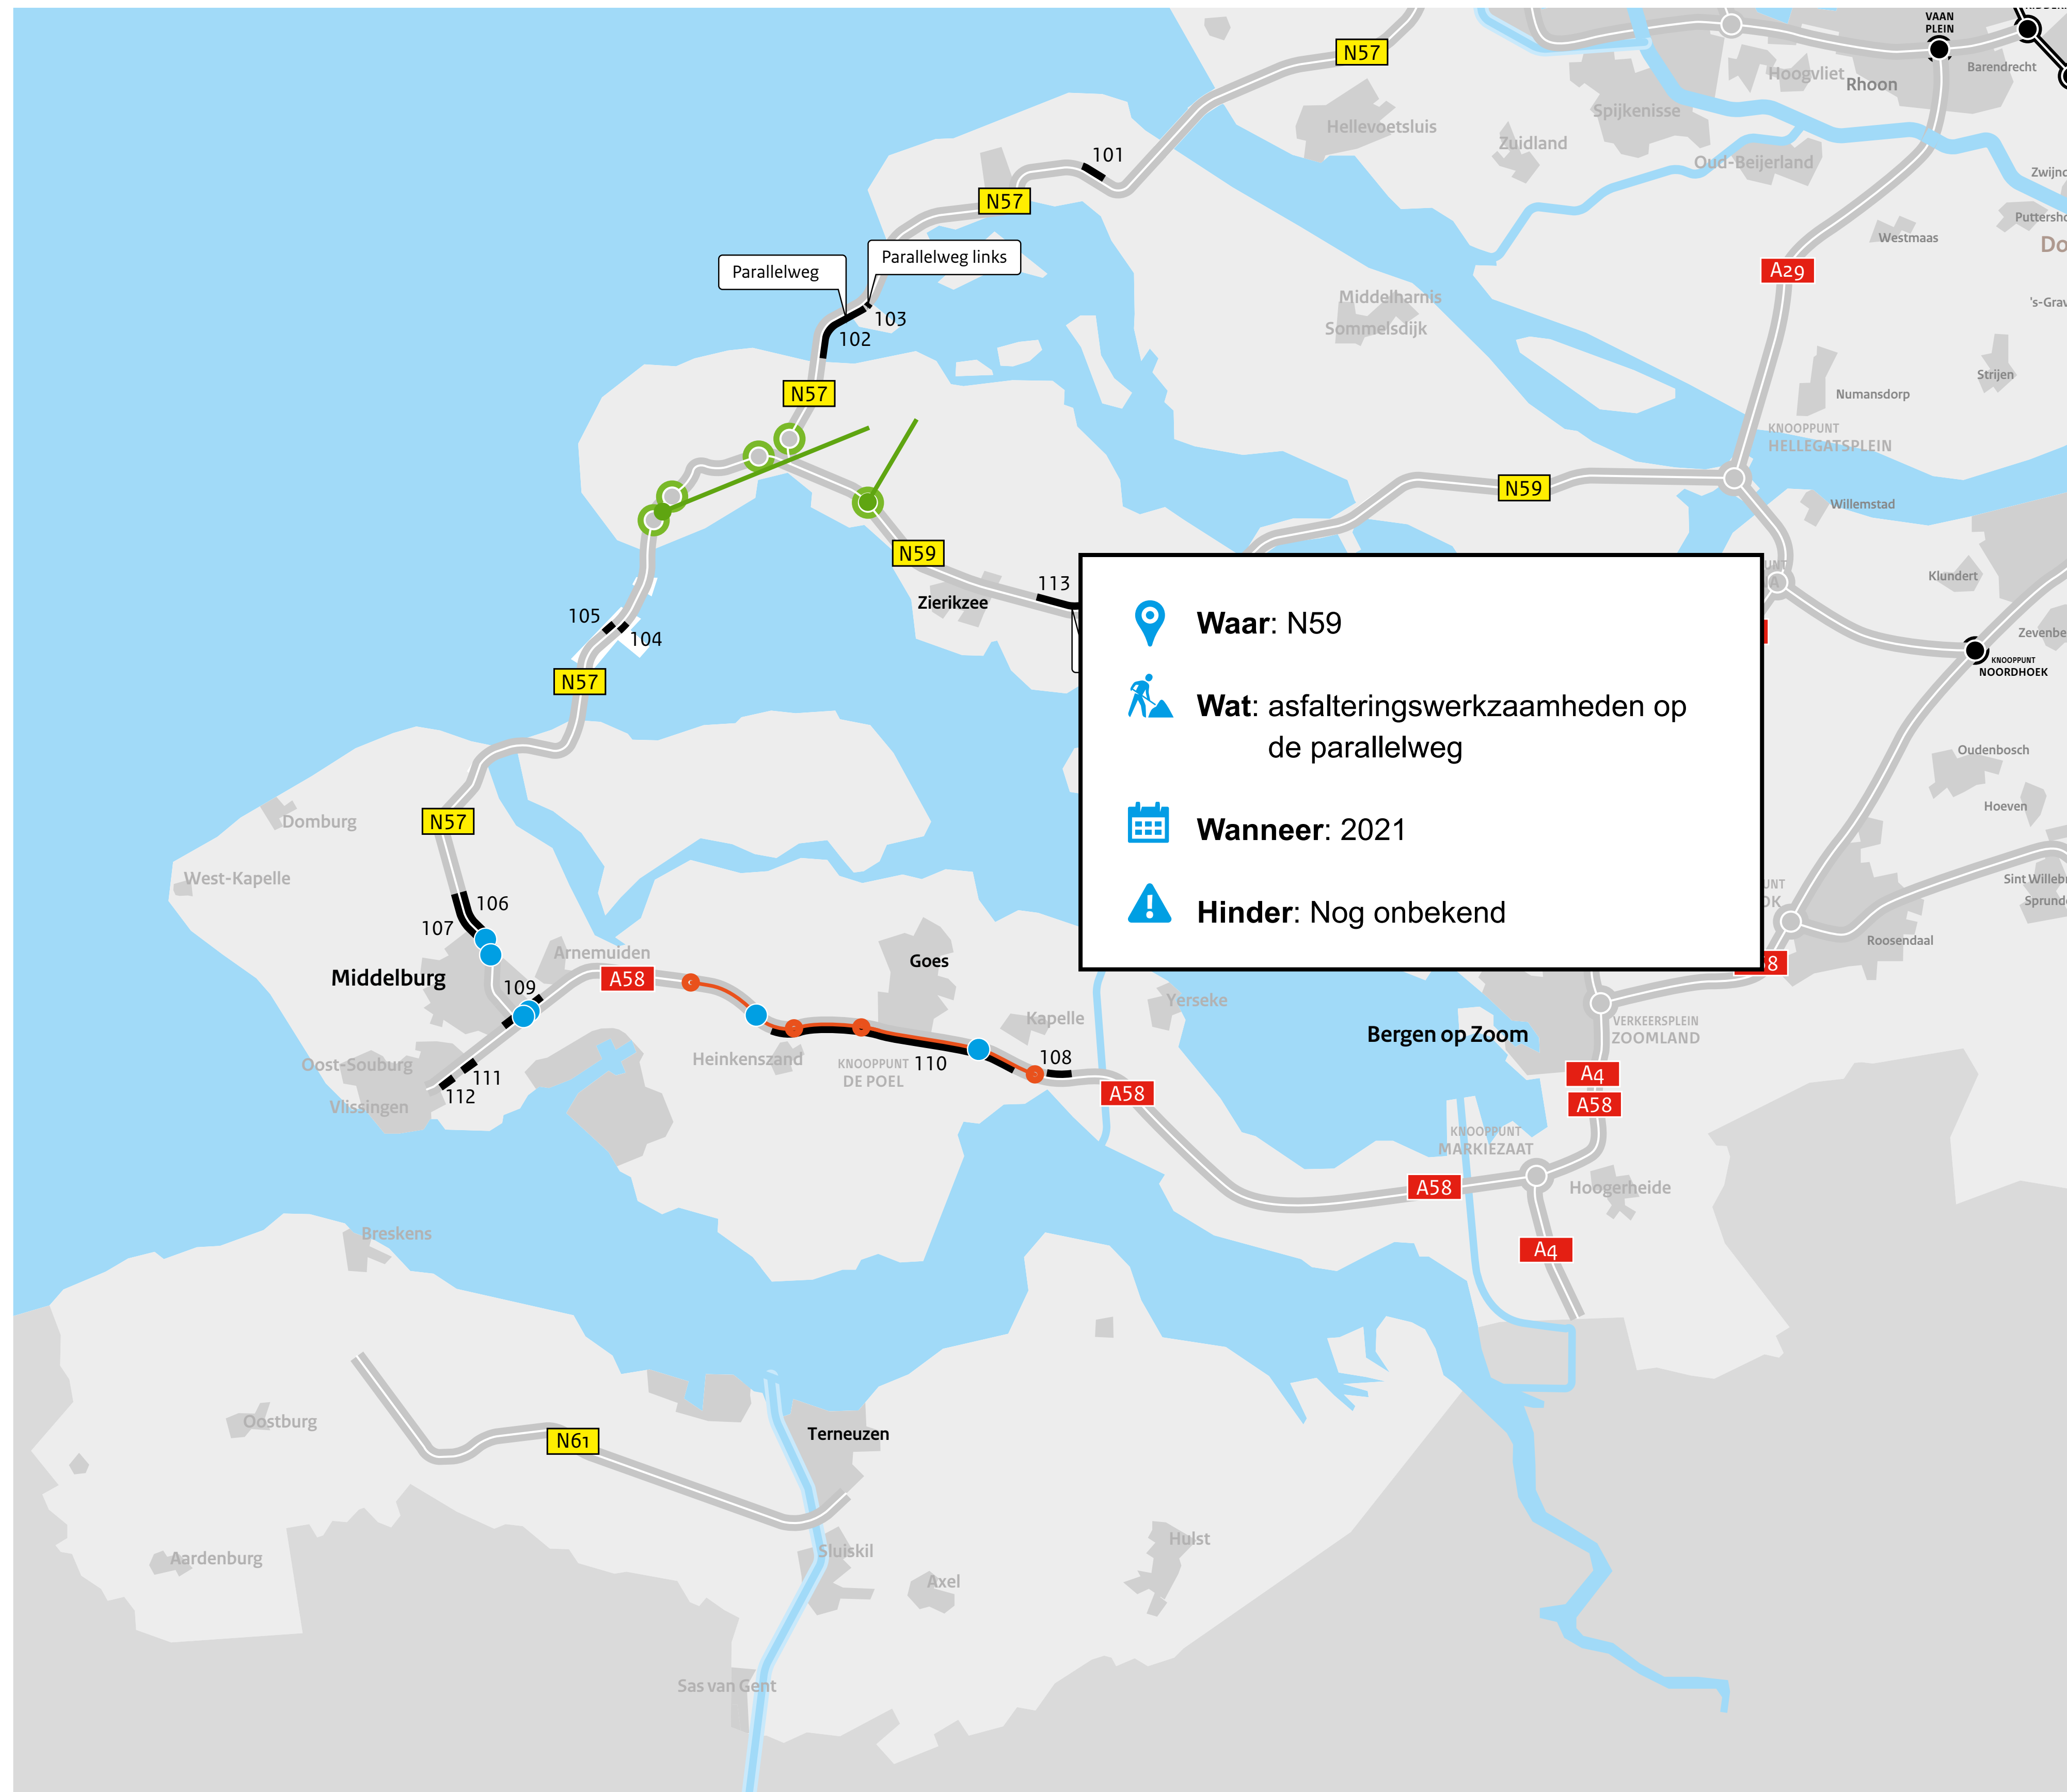 VAAN
PLEIN
N57
Barendrecht
Hoogvliet
Rhoon
Spijkenisse
Hellevoetsluis
Zuidland
101
Oud-Beijerland
N57
Westmaas
Parallelweg links
Parallelweg
A29
Middelharnis
Sommelsdijk
103
102
Strijen
N57
Numansdorp
KNOOPPUNT
HELLEGATSPLEIN
N59
Willemstad
N59
Klundert
113
Zierikzee
105
104
Zevenbe
KNOOPPUNT
NOORDHOEK
N57
Waar: N59
Wat: asfalteringswerkzaamheden op
de parallelweg
Wanneer: 2021
Hinder: Nog onbekend
Oudenbosch
Hoeven
N57
Domburg
West-Kapelle
Sint Willeb
Sprund
106
107
Roosendaal
Arnemuiden
Goes
Middelburg
A58
109
Yerseke
Kapelle
Bergen op Zoom
VERKEERSPLEIN
ZOOMLAND
Oost-Souburg
Heinkenszand
KNOOPPUNT
DE POEL
110
108
111
112
Vlissingen
A58
A4
A58
KNOOPPUNT
MARKIEZAAT
A58
Hoogerheide
Breskens
A4
Oostburg
N61
Terneuzen
Hulst
Sluiskil
Aardenburg
Axel
Sas van Gent